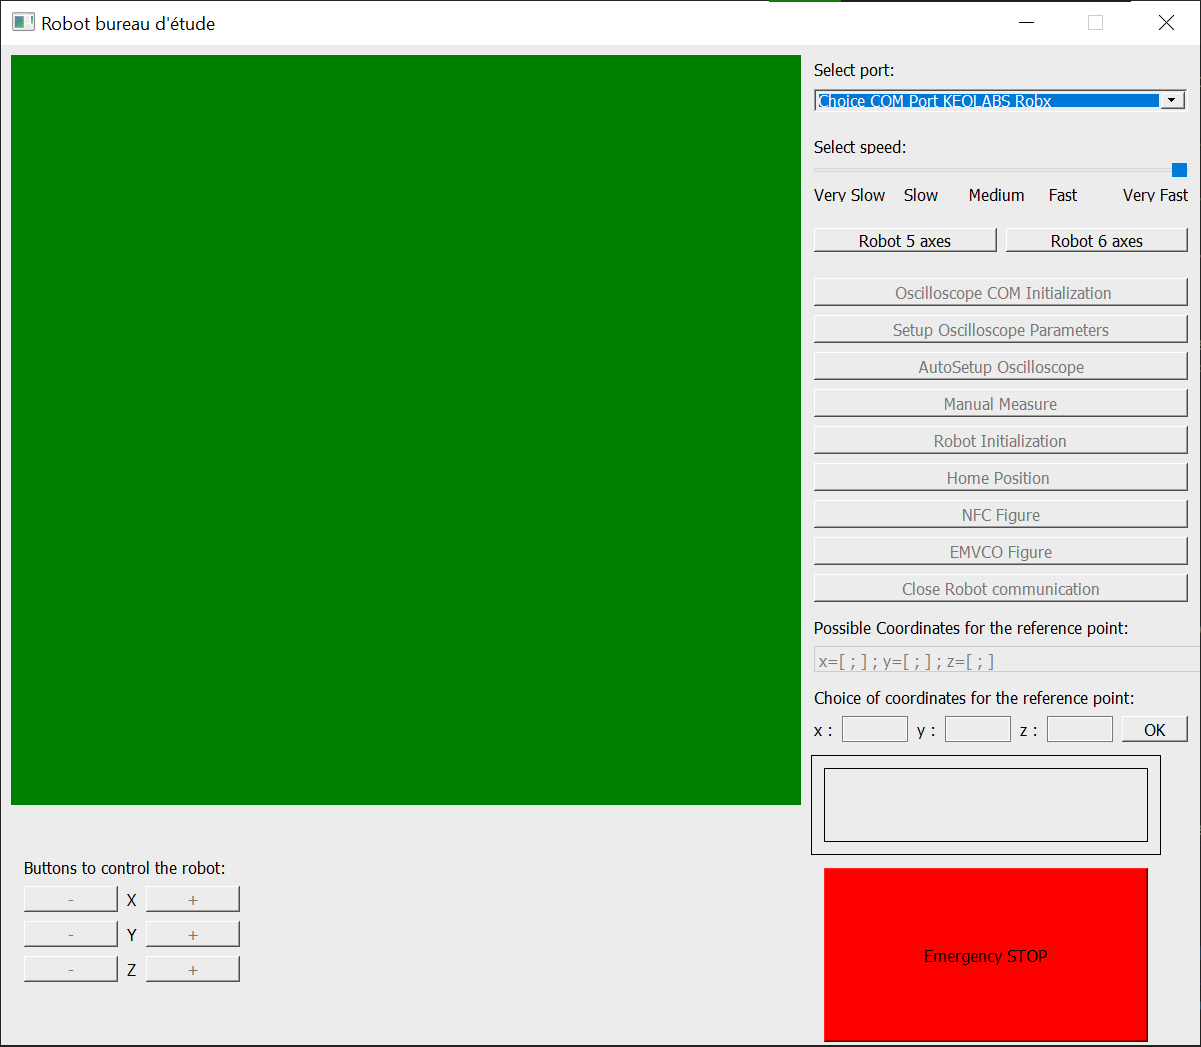 Robot bureau d'étude
Select port:
Choice COM Port KEOLABS Robx
Select speed:
Very Slow Slow Medium Fast Very Fast
Robot 5 axes Robot 6 axes
Oscilloscope COM Initialization
Setup Oscilloscope Parameters
AutoSetup Oscilloscope
Manual Measure
Robot Initialization
Home Position
NFC Figure
EMVCO Figure
Close Robot communication
Possible Coordinates for the reference point:
x=[ ; ] ; y=[ ; ] ; z=[ ; ]
Choice of coordinates for the reference point:
x : y : z : OK
Buttons to control the robot:
- X +
- Y +
- Z +
Emergency STOP